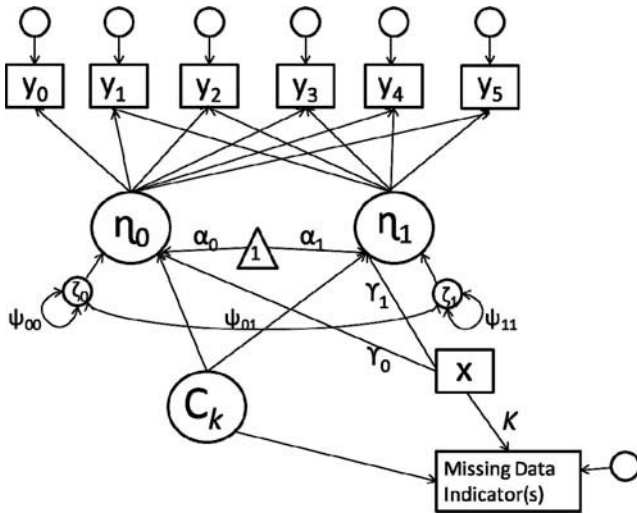 y0 y1 y2 y3 y4 y5
η0 η1
α0 1 α1
ζ0 ζ1
ψ00 ψ01 ψ11
γ1
γ0
x
Ck
K
Missing Data
Indicator(s)